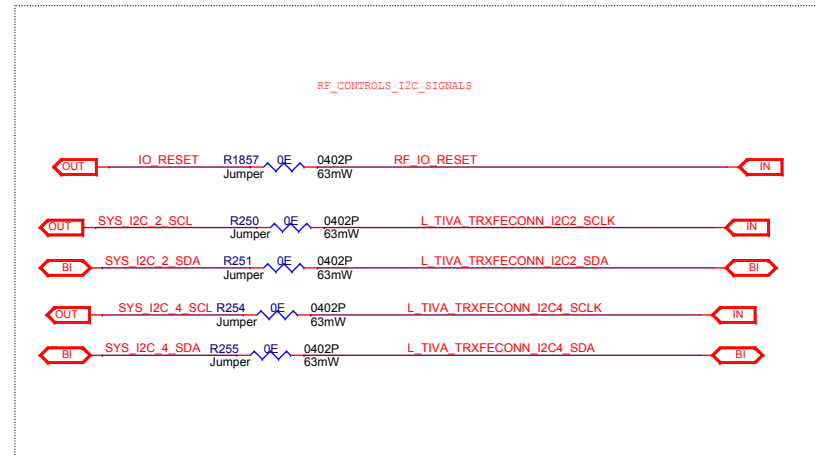 RF_CONTROLS_I2C_SIGNALS
OUT IO_RESET R1857 0E 0402P RF_IO_RESET IN
Jumper 63mW
OUT SYS_I2C_2_SCL R250 0E 0402P L_TIVA_TRXFECONN_I2C2_SCLK IN
Jumper 63mW
BI SYS_I2C_2_SDA R251 0E 0402P L_TIVA_TRXFECONN_I2C2_SDA BI
Jumper 63mW
OUT SYS_I2C_4_SCL R254 0E 0402P L_TIVA_TRXFECONN_I2C4_SCLK IN
Jumper 63mW
BI SYS_I2C_4_SDA R255 0E 0402P L_TIVA_TRXFECONN_I2C4_SDA BI
Jumper 63mW